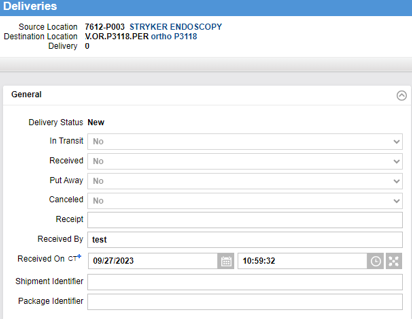 Deliveries
Source Location 7612-P003 STRYKER ENDOSCOPY
Destination Location V.OR.P3118.PER ortho P3118
Delivery 0
General
Delivery Status New
In Transit No
Received No
Put Away No
Canceled No
Receipt
Received By test
Received On CT 09/27/2023 10:59:32
Shipment Identifier
Package Identifier